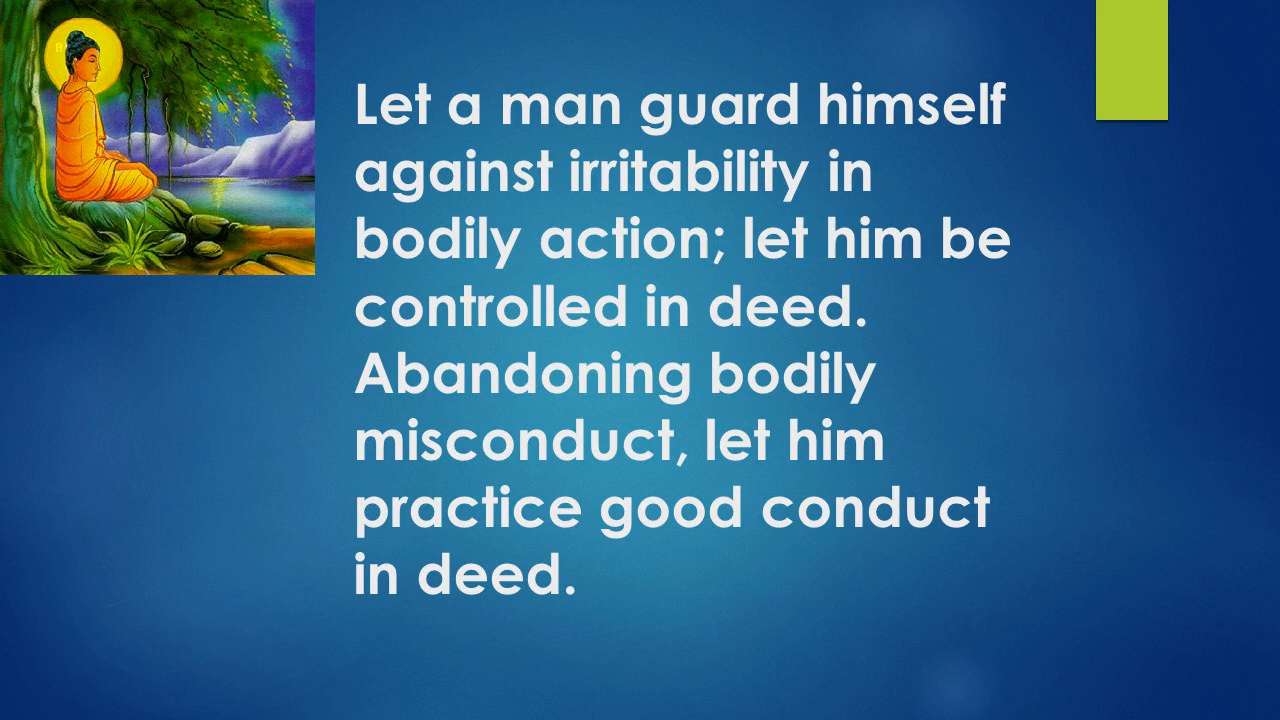 Let a man guard himself
against irritability in
bodily action; let him be
controlled in deed.
Abandoning bodily
misconduct, let him
practice good conduct
in deed.